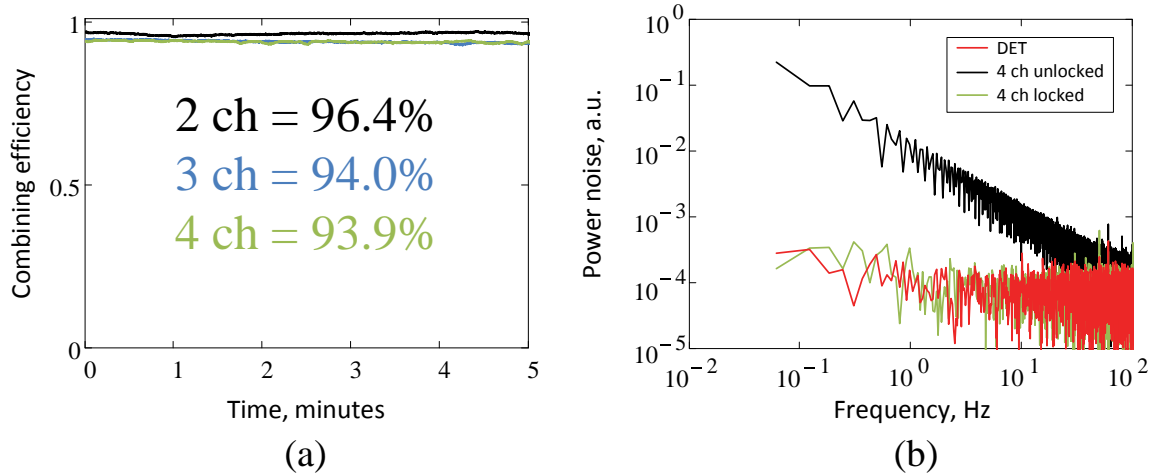 1
0.5
0
Combining efficiency
2 ch = 96.4%
3 ch = 94.0%
4 ch = 93.9%
0 1 2 3 4 5
Time, minutes
(a)
10^0
10^-1
10^-2
10^-3
10^-4
10^-5
Power noise, a.u.
DET
4 ch unlocked
4 ch locked
10^-2 10^-1 10^0 10^1 10^2
Frequency, Hz
(b)